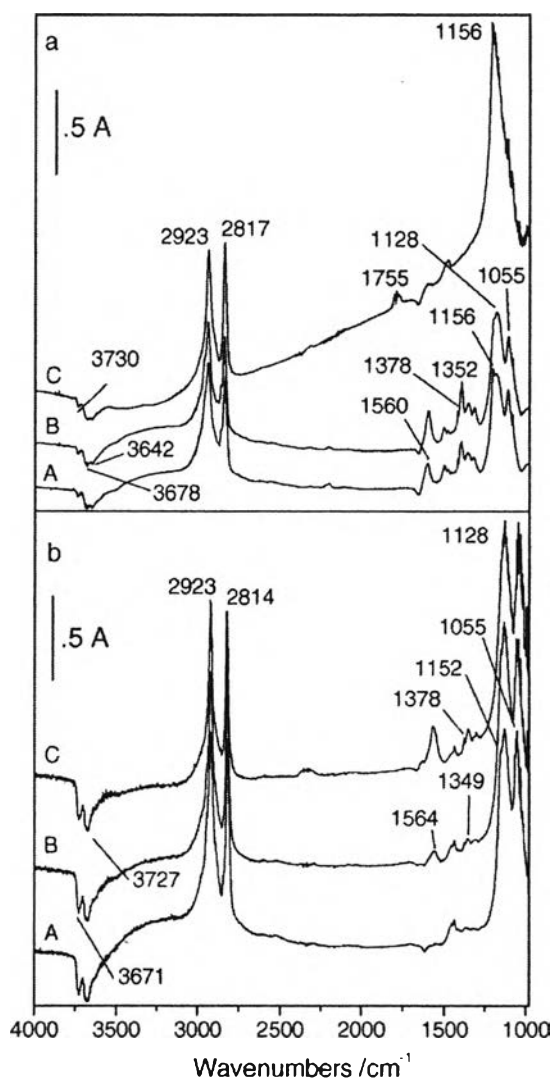 a
1156
.5 A
2923
2817
1128
1755
1055
1156
3730
C
1378
1352
B
1560
3642
A
3678
b
1128
2923
2814
1055
.5 A
1152
1378
C
1349
B
1564
3727
A
3671
4000 3500 3000 2500 2000 1500 1000
Wavenumbers /cm⁻¹